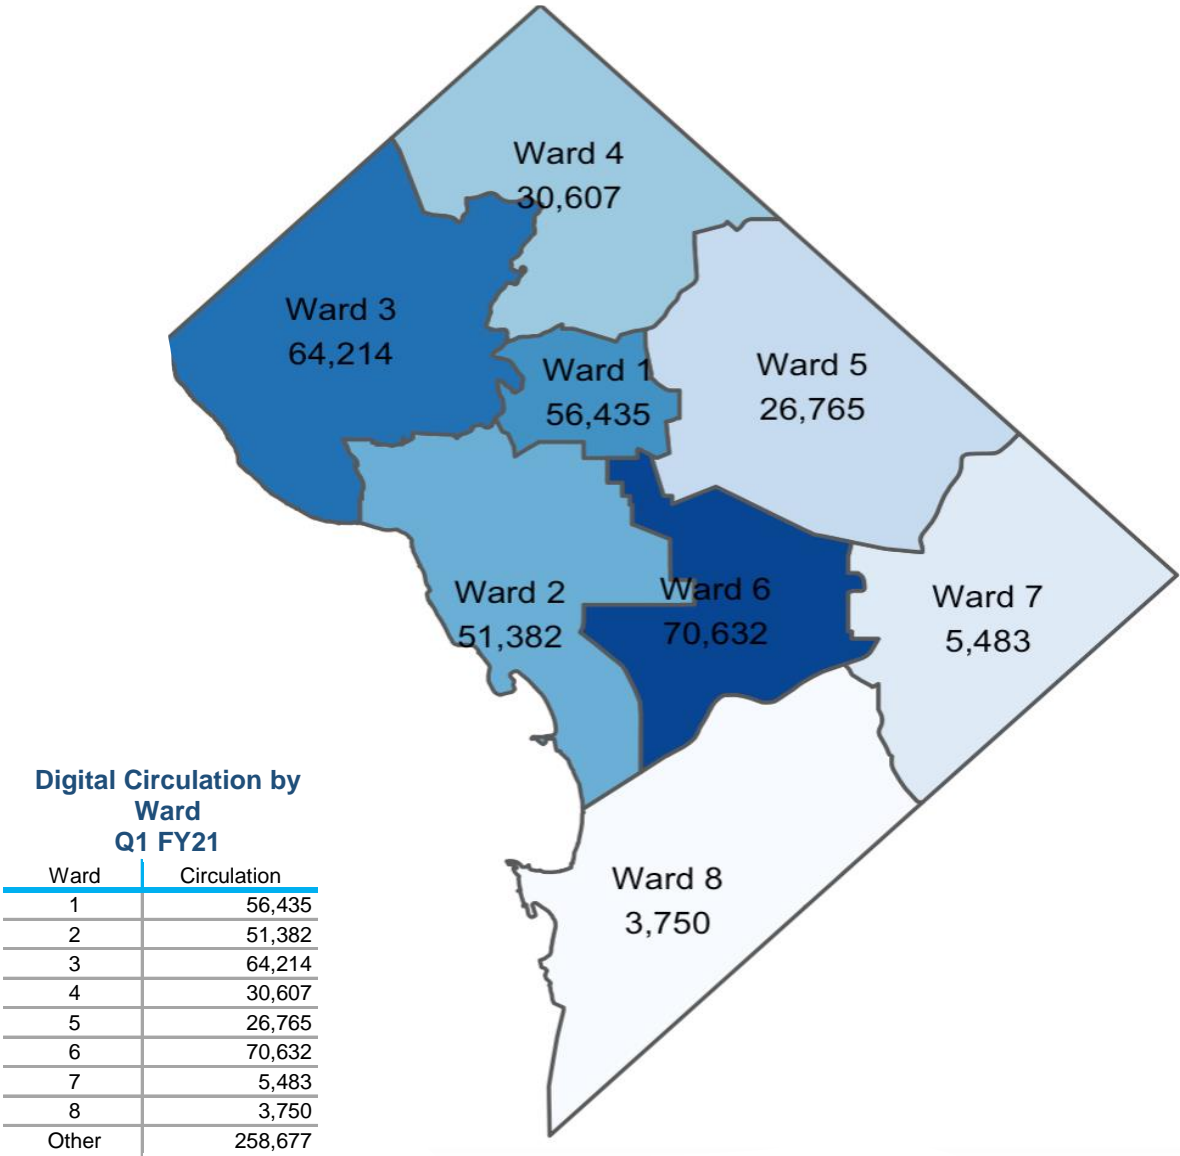 Ward 4
30,607
Ward 3
64,214
Ward 1
56,435
Ward 5
26,765
Ward 2
51,382
Ward 6
70,632
Ward 7
5,483
Ward 8
3,750
Digital Circulation by
Ward
Q1 FY21
Ward Circulation
1 56,435
2 51,382
3 64,214
4 30,607
5 26,765
6 70,632
7 5,483
8 3,750
Other 258,677